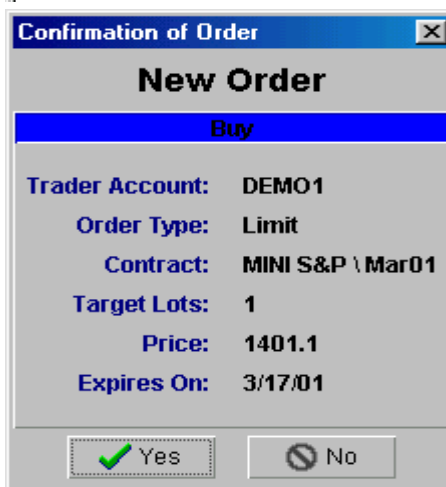 Confirmation of Order
New Order
Buy
Trader Account: DEMO1
Order Type: Limit
Contract: MINI S&P \ Mar01
Target Lots: 1
Price: 1401.1
Expires On: 3/17/01
Yes No